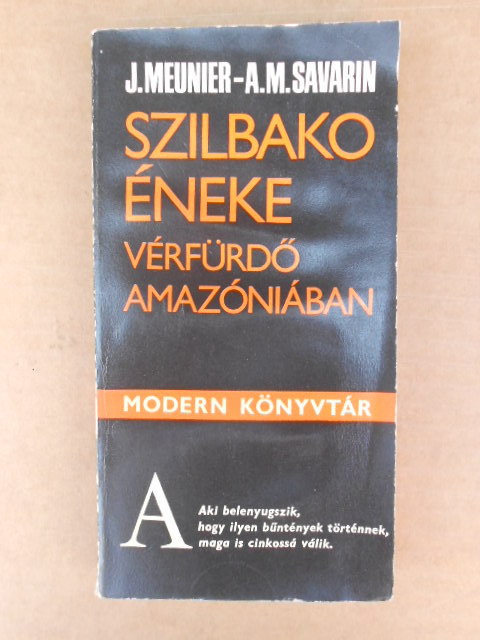 J. MEUNIER–A.M. SAVARIN
SZILBAKO
ÉNEKE
VÉRFÜRDŐ
AMAZÓNIÁBAN
MODERN KÖNYVTÁR
A
Aki belenyugszik,
hogy ilyen bűntények történnek,
maga is cinkossá válik.